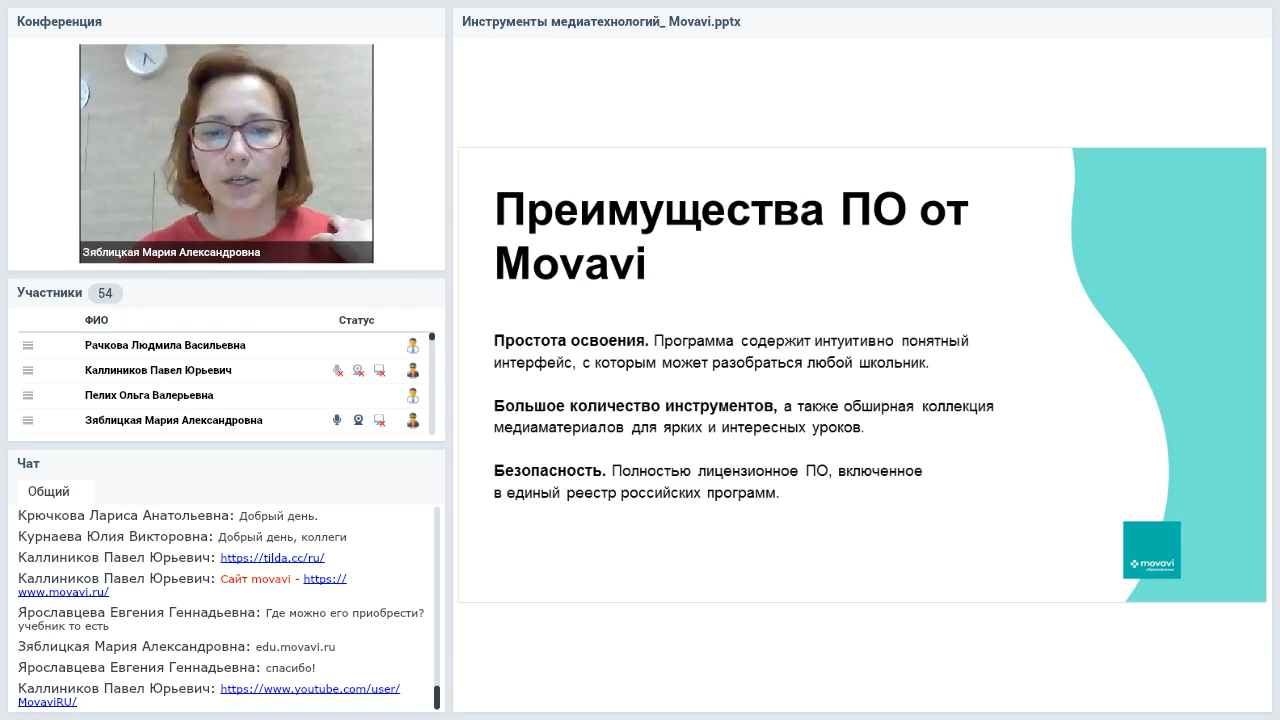 Конференция
Зяблицкая Мария Александровна
Участники 54
ФИО Статус
Рачкова Людмила Васильевна
Каллиников Павел Юрьевич
Пелих Ольга Валерьевна
Зяблицкая Мария Александровна
Чат
Общий
Крючкова Лариса Анатольевна: Добрый день.
Курнаева Юлия Викторовна: Добрый день, коллеги
Каллиников Павел Юрьевич: https://tilda.cc/ru/
Каллиников Павел Юрьевич: Сайт movavi - https://
www.movavi.ru/
Ярославцева Евгения Геннадьевна: Где можно его приобрести?
учебник то есть
Зяблицкая Мария Александровна: edu.movavi.ru
Ярославцева Евгения Геннадьевна: спасибо!
Каллиников Павел Юрьевич: https://www.youtube.com/user/
MovaviRU/
Инструменты медиатехнологий_ Movavi.pptx
Преимущества ПО от
Movavi
Простота освоения. Программа содержит интуитивно понятный
интерфейс, с которым может разобраться любой школьник.
Большое количество инструментов, а также обширная коллекция
медиаматериалов для ярких и интересных уроков.
Безопасность. Полностью лицензионное ПО, включенное
в единый реестр российских программ.
movavi
образование